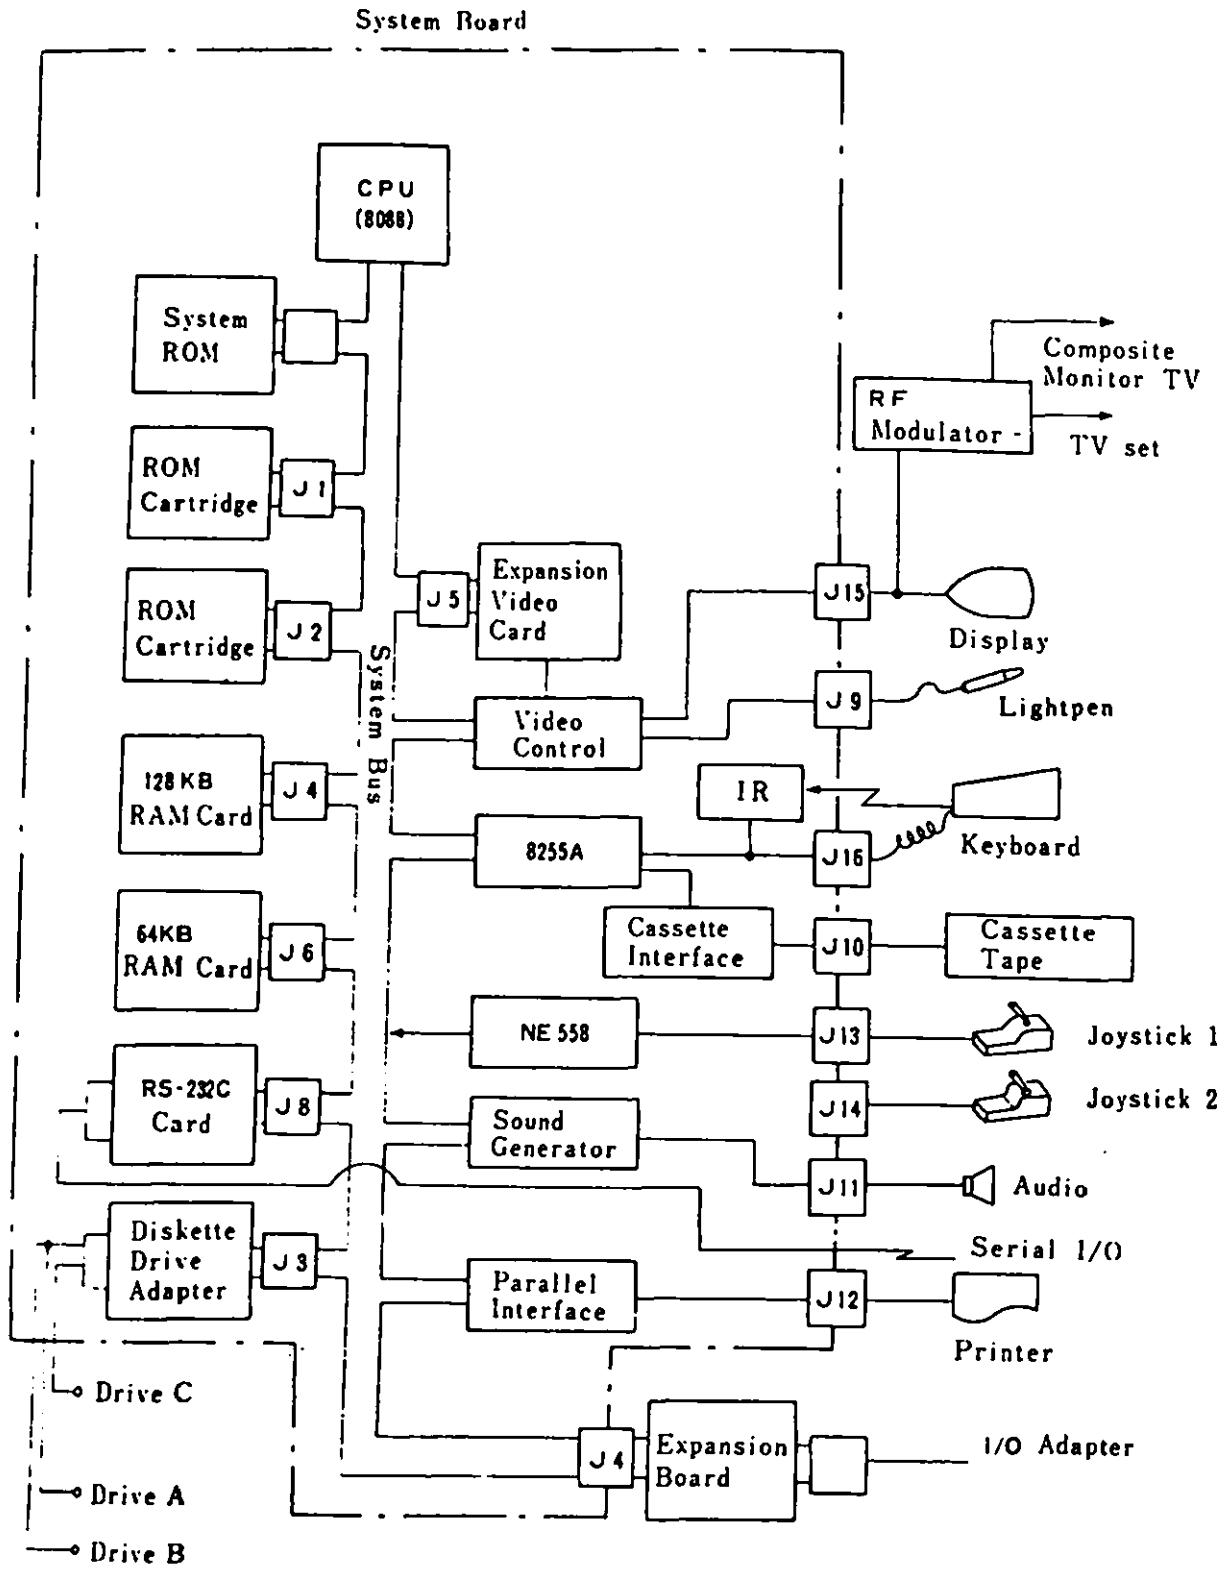 System Board
CPU
(8088)
System
ROM
ROM
Cartridge
J1
ROM
Cartridge
J2
128KB
RAM Card
J4
64KB
RAM Card
J6
RS-232C
Card
J8
Diskette
Drive
Adapter
J3
Drive C
Drive A
Drive B
System Bus
J5
Expansion
Video
Card
Video
Control
8255A
IR
Cassette
Interface
NE558
Sound
Generator
Parallel
Interface
J4
Expansion
Board
I/O Adapter
RF
Modulator -
Composite
Monitor TV
TV set
J15
Display
J9
Lightpen
J16
Keyboard
J10
Cassette
Tape
J13
Joystick 1
J14
Joystick 2
J11
Audio
Serial I/O
J12
Printer